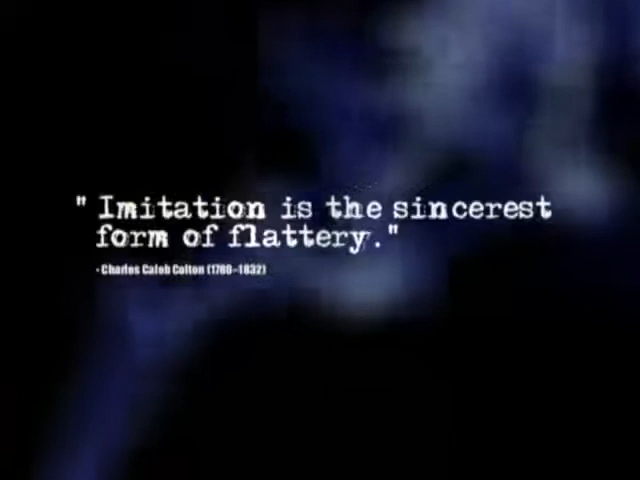 " Imitation is the sincerest
form of flattery."
- Charles Caleb Colton (1780-1832)